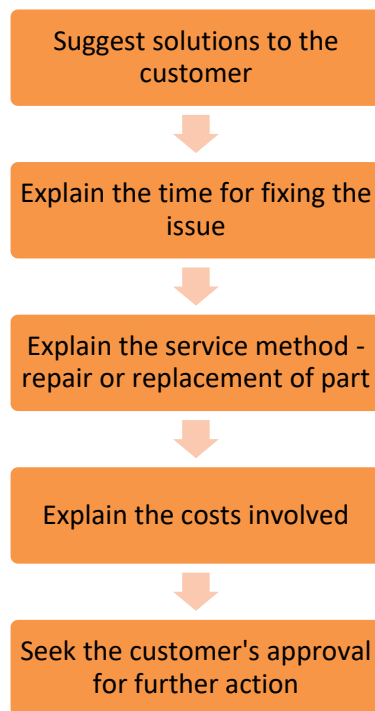 Suggest solutions to the
customer
Explain the time for fixing the
issue
Explain the service method -
repair or replacement of part
Explain the costs involved
Seek the customer's approval
for further action